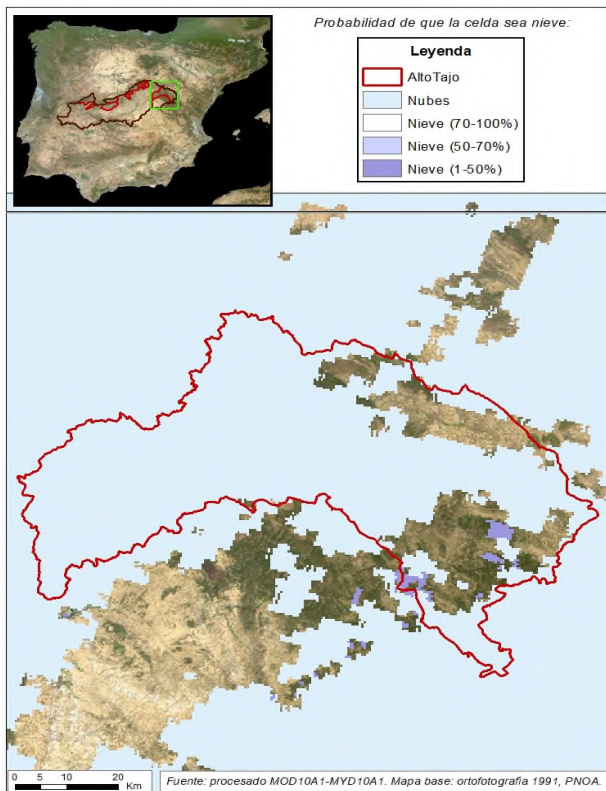 Probabilidad de que la celda sea nieve:
Leyenda
AltoTajo
Nubes
Nieve (70-100%)
Nieve (50-70%)
Nieve (1-50%)
0 5 10 20
Km
Fuente: procesado MOD10A1-MYD10A1. Mapa base: ortofotografia 1991, PNOA.